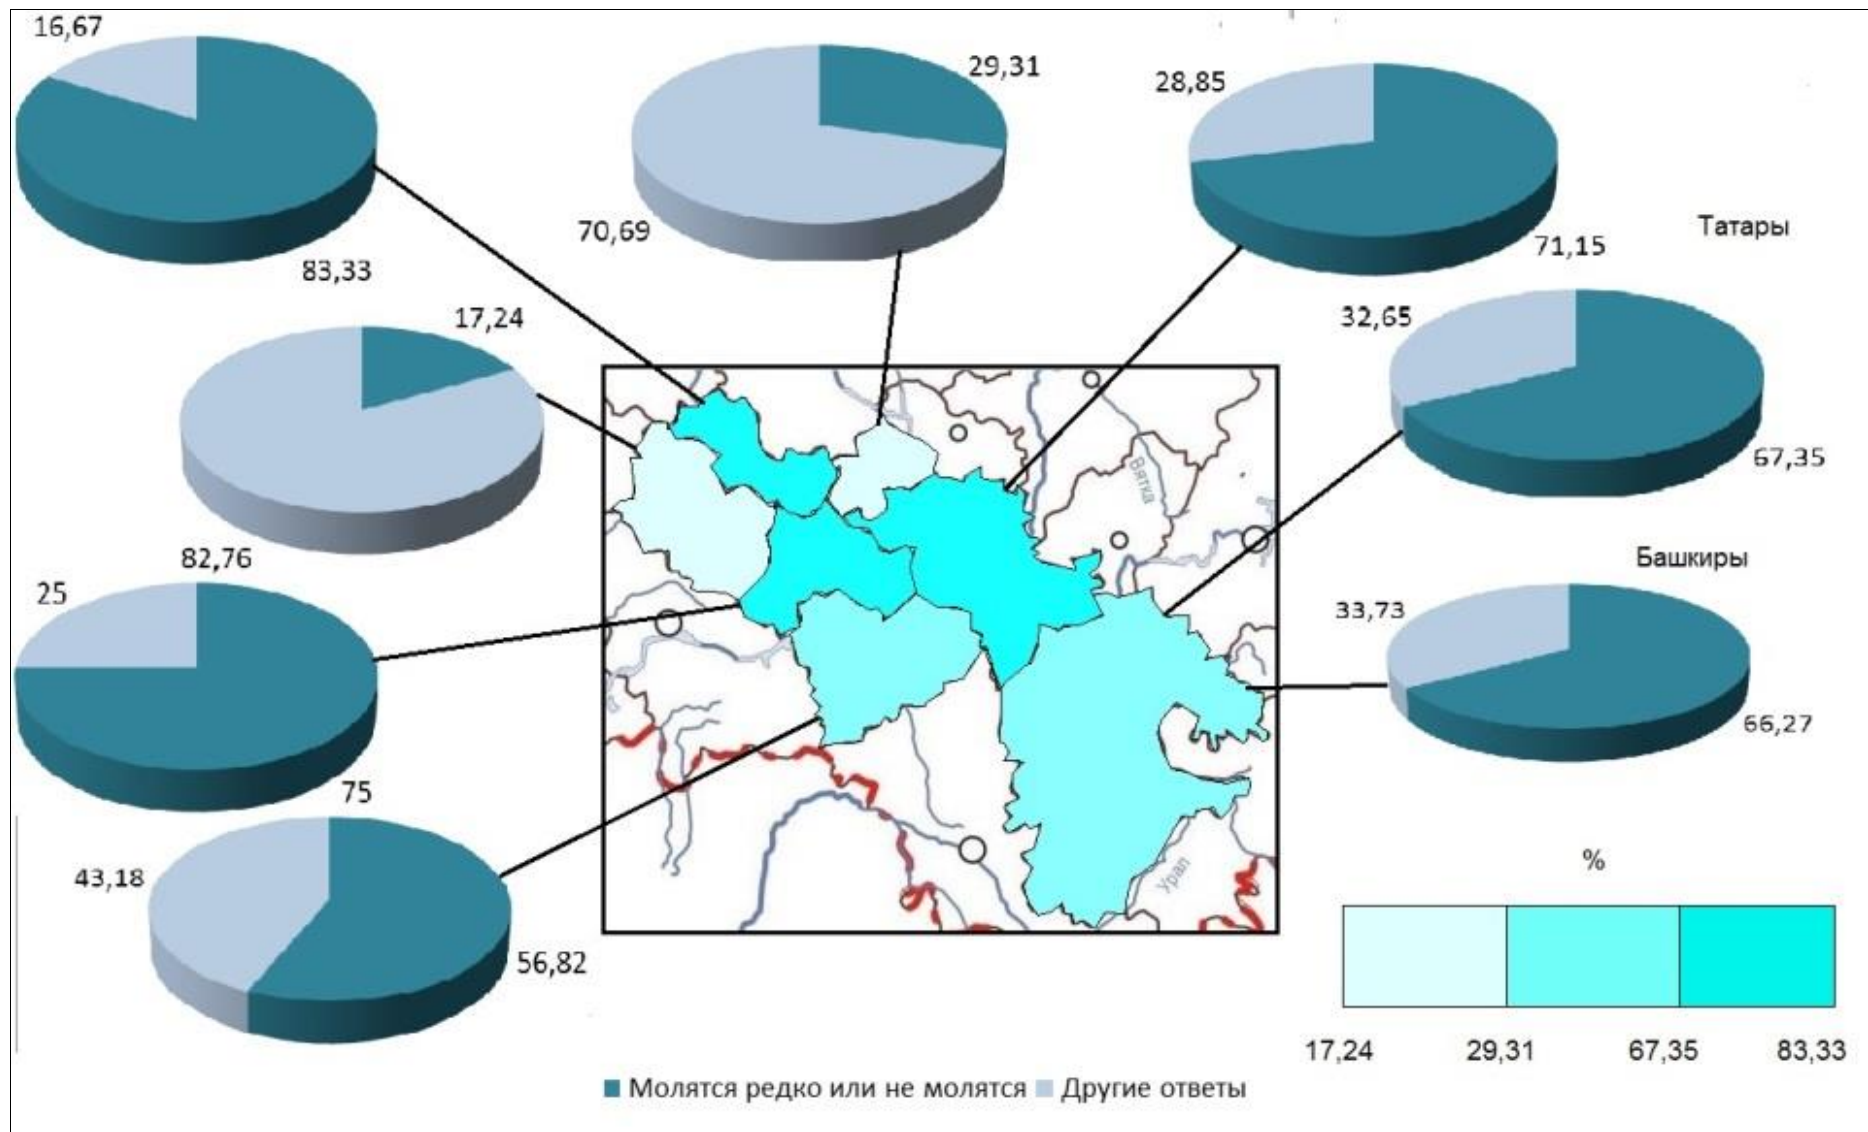 16,67
29,31
28,85
83,33
70,69
71,15
Татары
17,24
32,65
67,35
82,76
Вятка
Башкиры
25
33,73
66,27
75
Урал
43,18
56,82
%
17,24 29,31 67,35 83,33
Молятся редко или не молятся Другие ответы